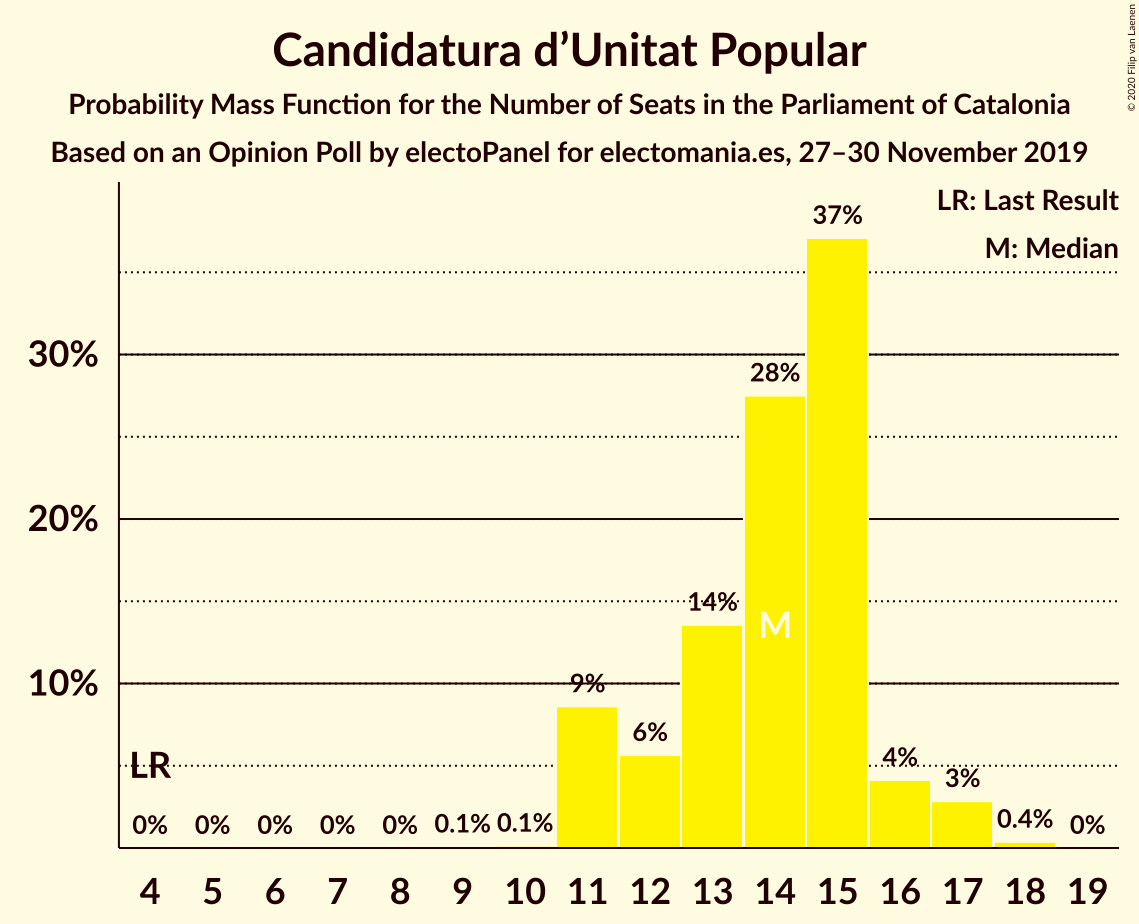 Candidatura d’Unitat Popular
Probability Mass Function for the Number of Seats in the Parliament of Catalonia
Based on an Opinion Poll by electoPanel for electomania.es, 27–30 November 2019
© 2020 Filip van Laenen
LR: Last Result
M: Median
37%
30%
28%
20%
14%
M
10%
9%
6%
LR
4%
3%
0% 0% 0% 0% 0% 0.1% 0.1% 0.4% 0%
4 5 6 7 8 9 10 11 12 13 14 15 16 17 18 19